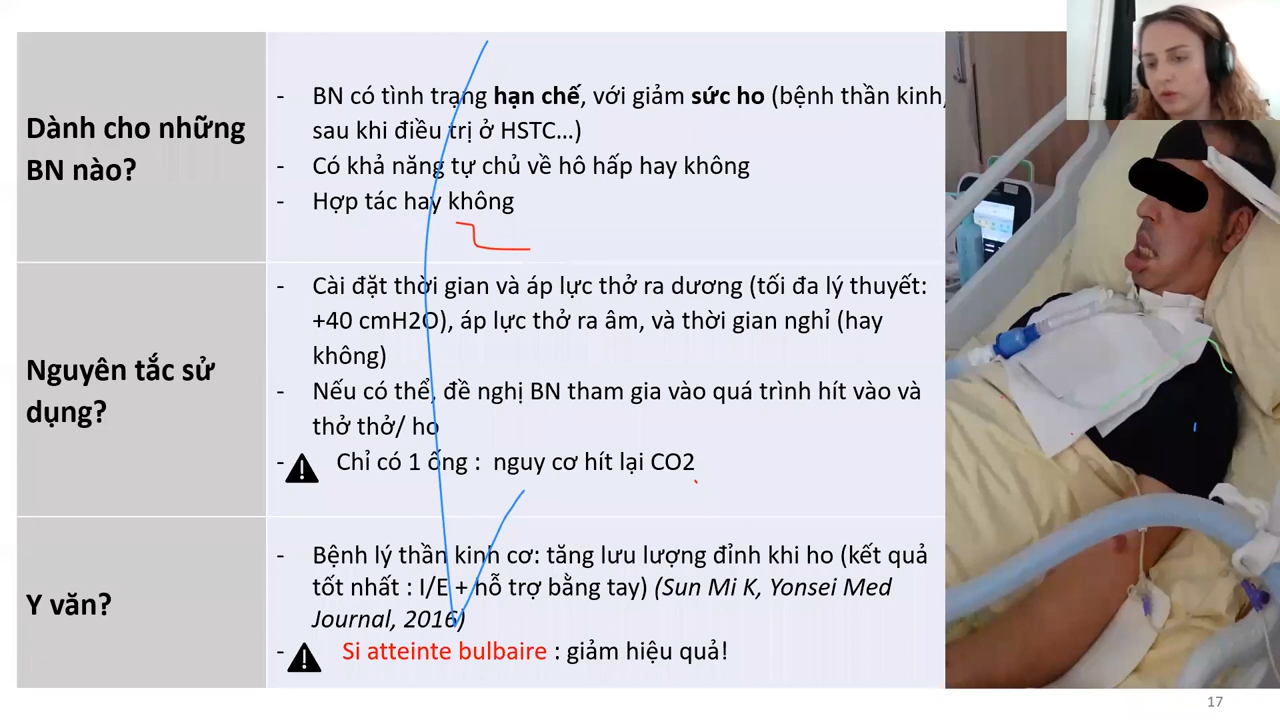 Dành cho những
BN nào?
- BN có tình trạng hạn chế, với giảm sức ho (bệnh thần kinh,
sau khi điều trị ở HSTC...)
- Có khả năng tự chủ về hô hấp hay không
- Hợp tác hay không
Nguyên tắc sử
dụng?
- Cài đặt thời gian và áp lực thở ra dương (tối đa lý thuyết:
+40 cmH2O), áp lực thở ra âm, và thời gian nghỉ (hay
không)
- Nếu có thể, đề nghị BN tham gia vào quá trình hít vào và
thở thở/ ho
- Chỉ có 1 ống : nguy cơ hít lại CO2
Y văn?
- Bệnh lý thần kinh cơ: tăng lưu lượng đỉnh khi ho (kết quả
tốt nhất : I/E + hỗ trợ bằng tay) (Sun Mi K, Yonsei Med
Journal, 2016)
- Si atteinte bulbaire : giảm hiệu quả!
17